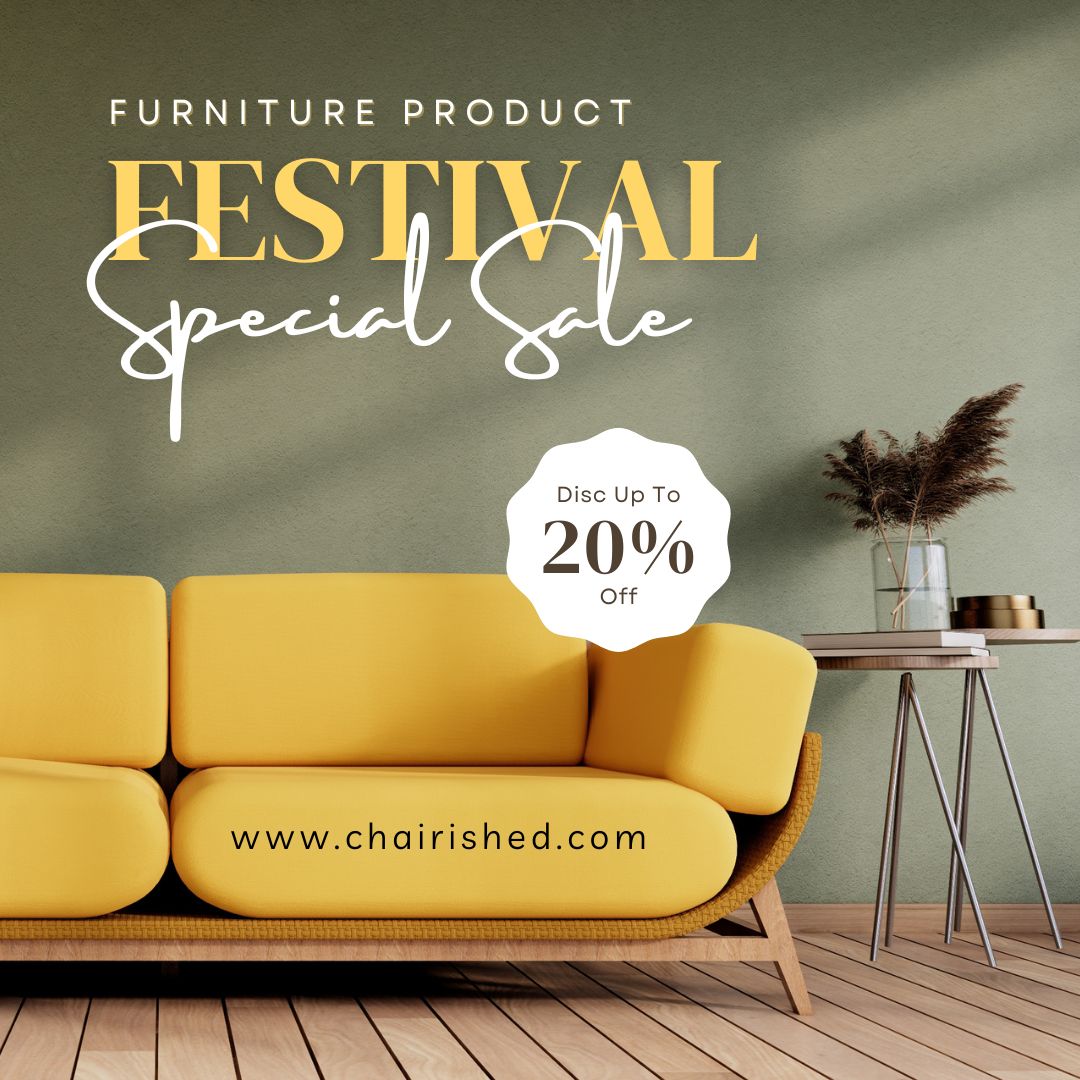 FURNITURE PRODUCT
FESTIVAL
Special Sale
Disc Up To
20%
Off
www.chairished.com